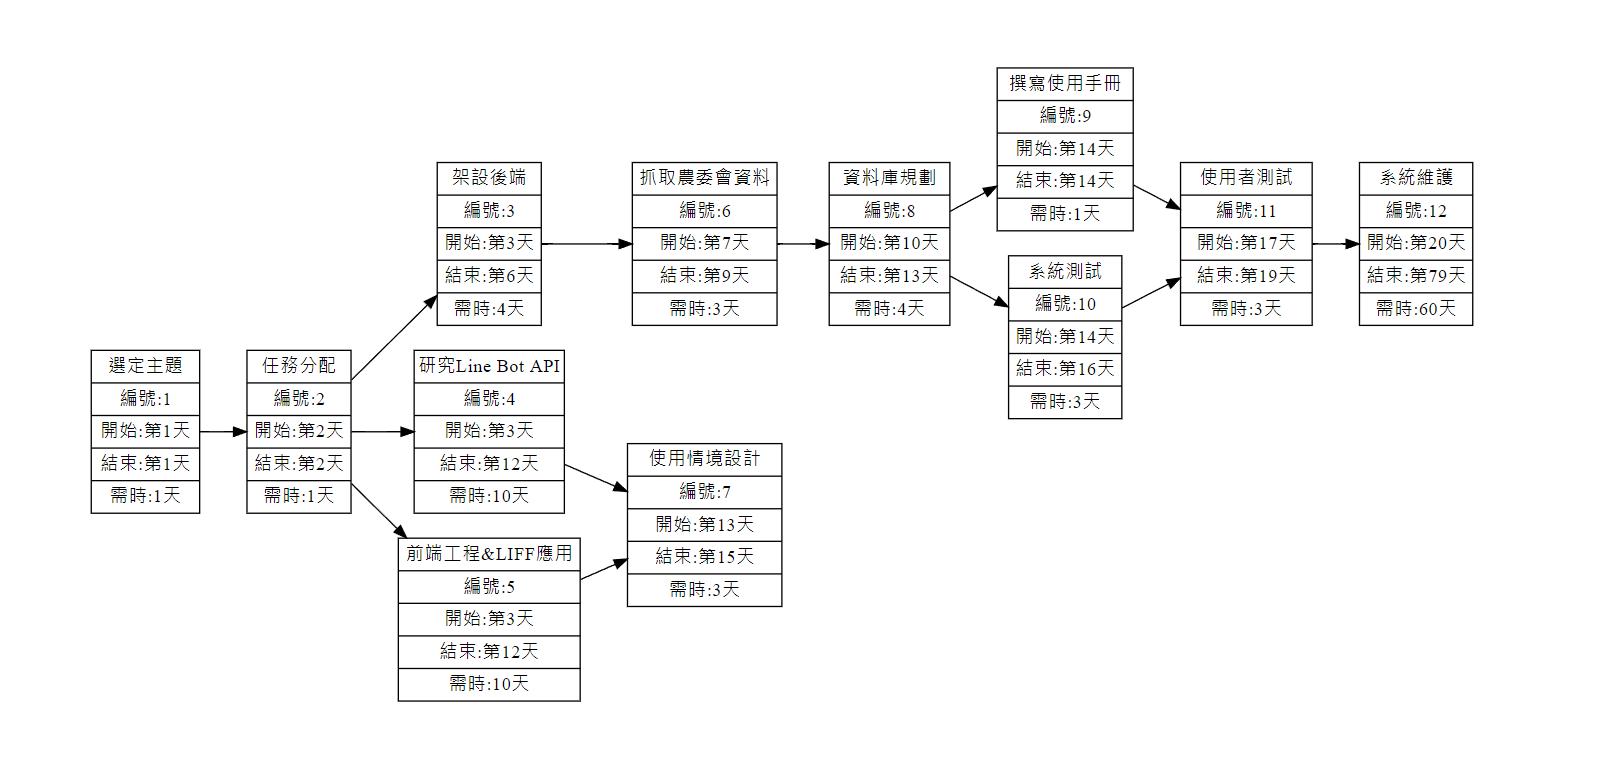 選定主題
編號:1
開始:第1天
結束:第1天
需時:1天
任務分配
編號:2
開始:第2天
結束:第2天
需時:1天
架設後端
編號:3
開始:第3天
結束:第6天
需時:4天
研究Line Bot API
編號:4
開始:第3天
結束:第12天
需時:10天
前端工程&LIFF應用
編號:5
開始:第3天
結束:第12天
需時:10天
抓取農委會資料
編號:6
開始:第7天
結束:第9天
需時:3天
使用情境設計
編號:7
開始:第13天
結束:第15天
需時:3天
資料庫規劃
編號:8
開始:第10天
結束:第13天
需時:4天
撰寫使用手冊
編號:9
開始:第14天
結束:第14天
需時:1天
系統測試
編號:10
開始:第14天
結束:第16天
需時:3天
使用者測試
編號:11
開始:第17天
結束:第19天
需時:3天
系統維護
編號:12
開始:第20天
結束:第79天
需時:60天